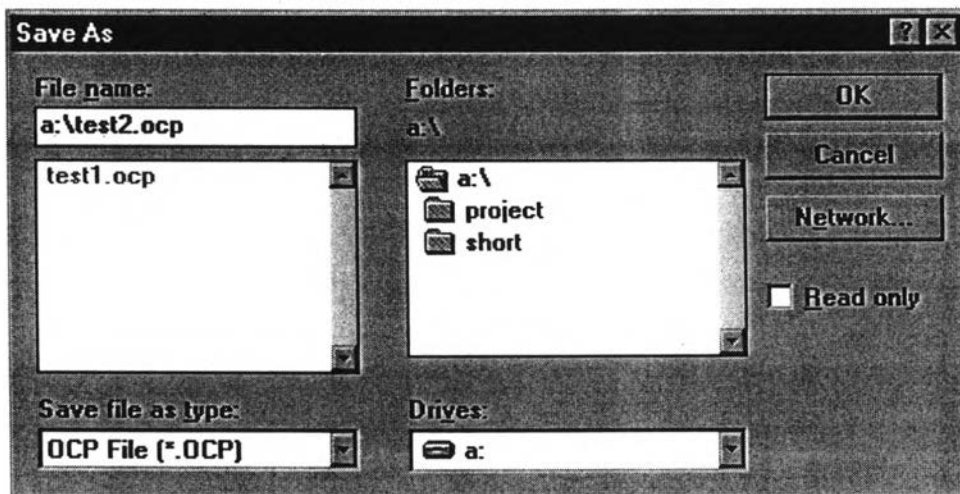 Save As
File name:
a:\test2.ocp
test1.ocp
Save file as type:
OCP File (*.OCP)
Folders:
a:\
a:\
project
short
Drives:
a:
OK
Cancel
Network...
Read only